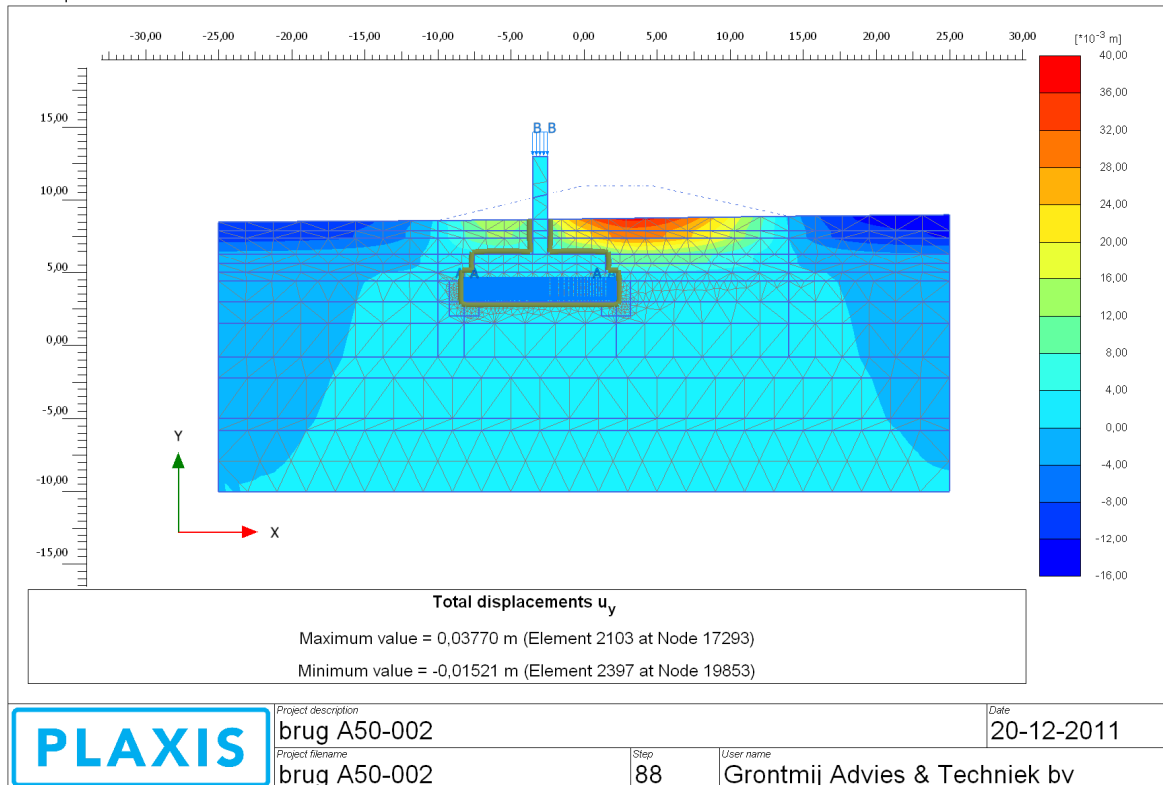 -30,00 -25,00 -20,00 -15,00 -10,00 -5,00 0,00 5,00 10,00 15,00 20,00 25,00 30,00
[*10⁻³ m]
40,00
36,00
32,00
28,00
24,00
20,00
16,00
12,00
8,00
4,00
0,00
-4,00
-8,00
-12,00
-16,00
15,00
10,00
5,00
0,00
-5,00
-10,00
-15,00
B B
A A
A A
Y
X
Total displacements uy
Maximum value = 0,03770 m (Element 2103 at Node 17293)
Minimum value = -0,01521 m (Element 2397 at Node 19853)
PLAXIS
Project description
brug A50-002
Date
20-12-2011
Project filename
brug A50-002
Step
88
User name
Grontmij Advies & Techniek bv